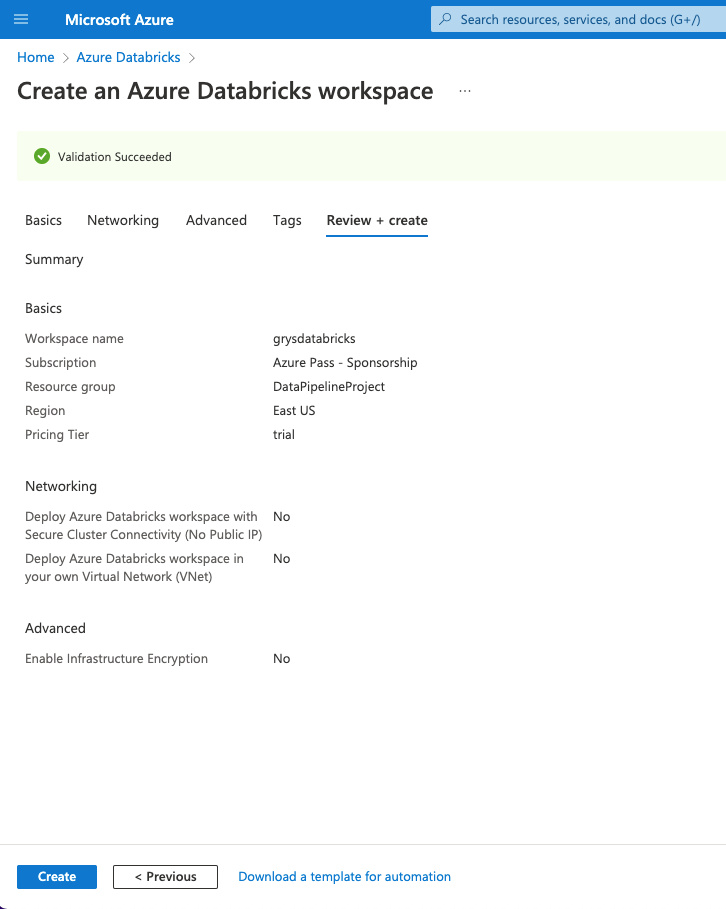 Microsoft Azure
Search resources, services, and docs (G+/)
Home > Azure Databricks >
Create an Azure Databricks workspace ...
Validation Succeeded
Basics Networking Advanced Tags Review + create
Summary
Basics
Workspace name grysdatabricks
Subscription Azure Pass - Sponsorship
Resource group DataPipelineProject
Region East US
Pricing Tier trial
Networking
Deploy Azure Databricks workspace with No
Secure Cluster Connectivity (No Public IP)
Deploy Azure Databricks workspace in No
your own Virtual Network (VNet)
Advanced
Enable Infrastructure Encryption No
Create < Previous Download a template for automation